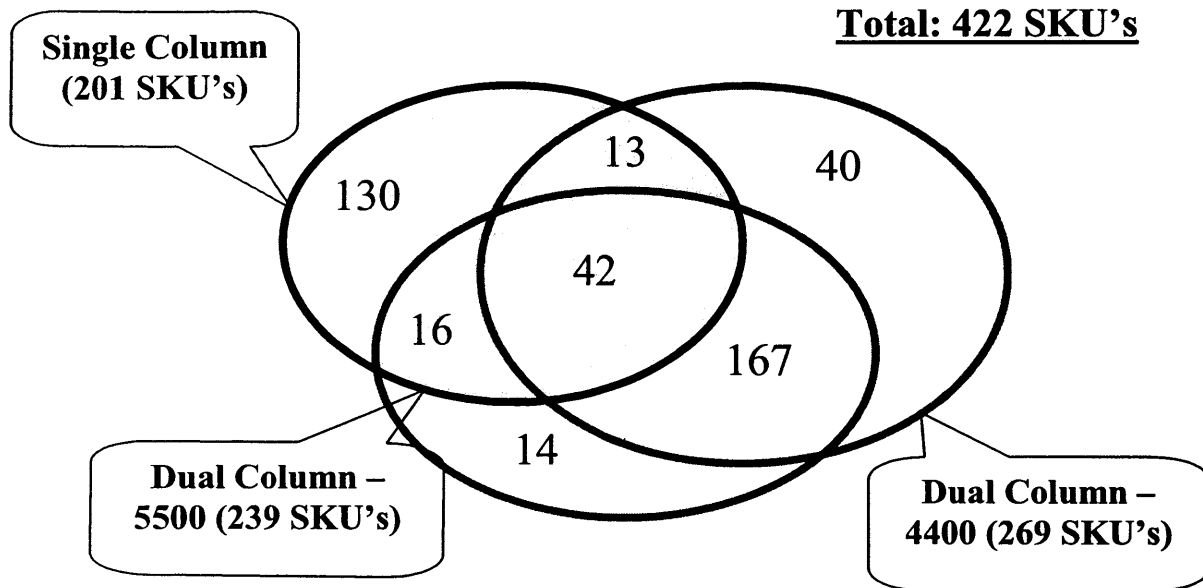 Total: 422 SKU's
Single Column
(201 SKU's)
13
40
130
42
16
167
14
Dual Column –
5500 (239 SKU's)
Dual Column –
4400 (269 SKU's)